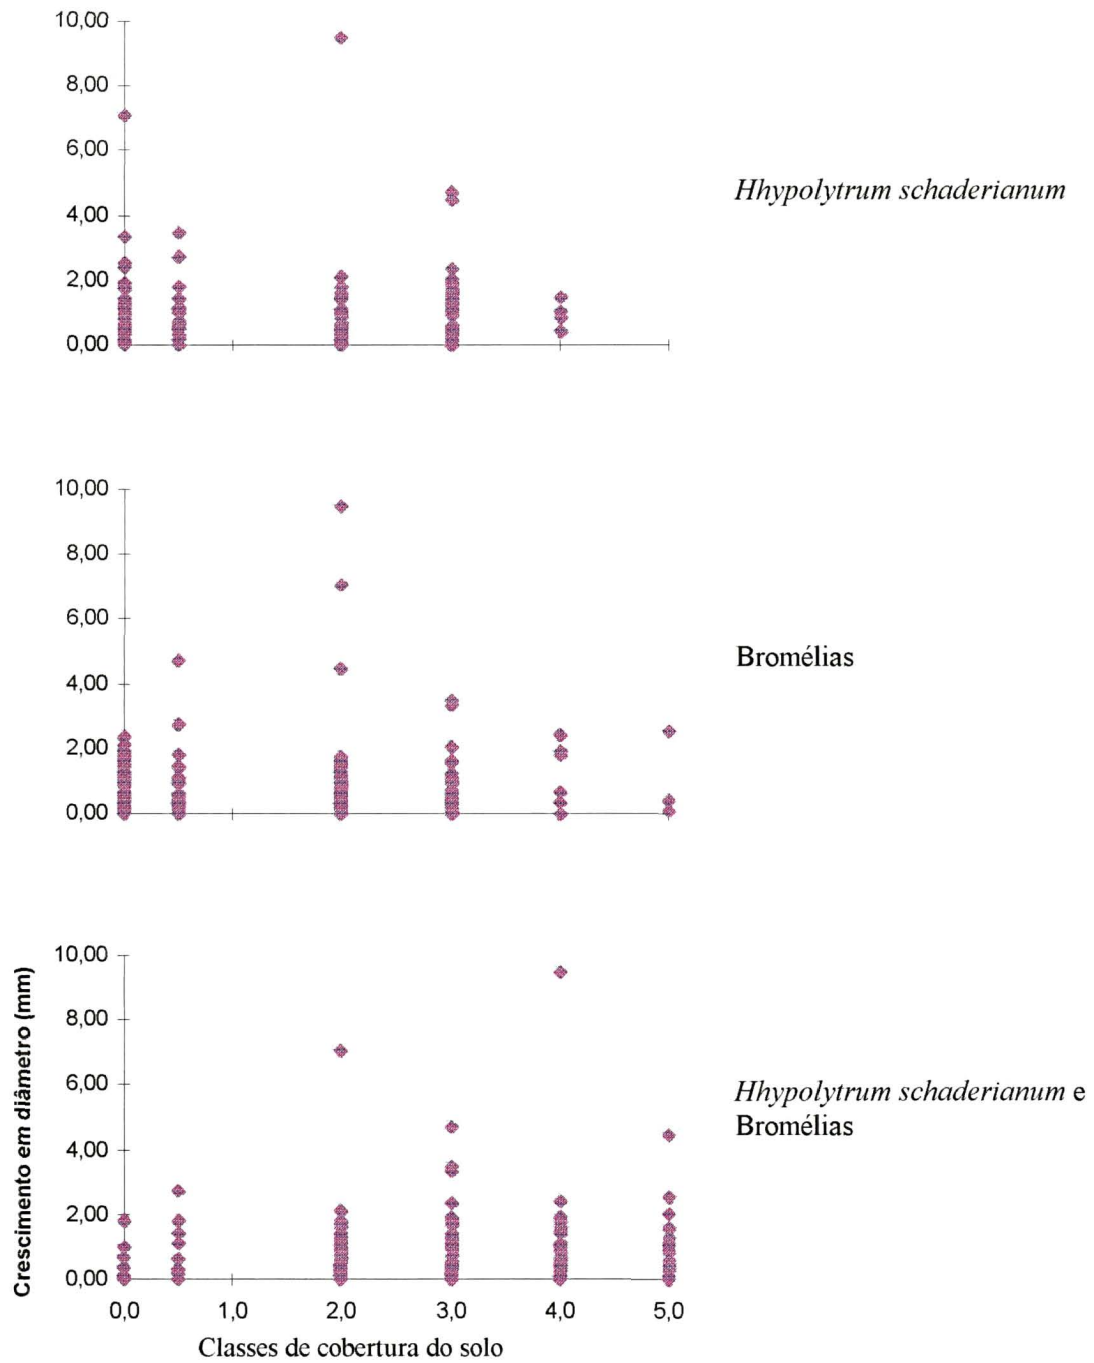 10,00
8,00
6,00
4,00
2,00
0,00
Hhypolytrum schaderianum
10,00
8,00
6,00
4,00
2,00
0,00
Bromélias
Crescimento em diâmetro (mm)
10,00
8,00
6,00
4,00
2,00
0,00
0,0 1,0 2,0 3,0 4,0 5,0
Classes de cobertura do solo
Hhypolytrum schaderianum e
Bromélias